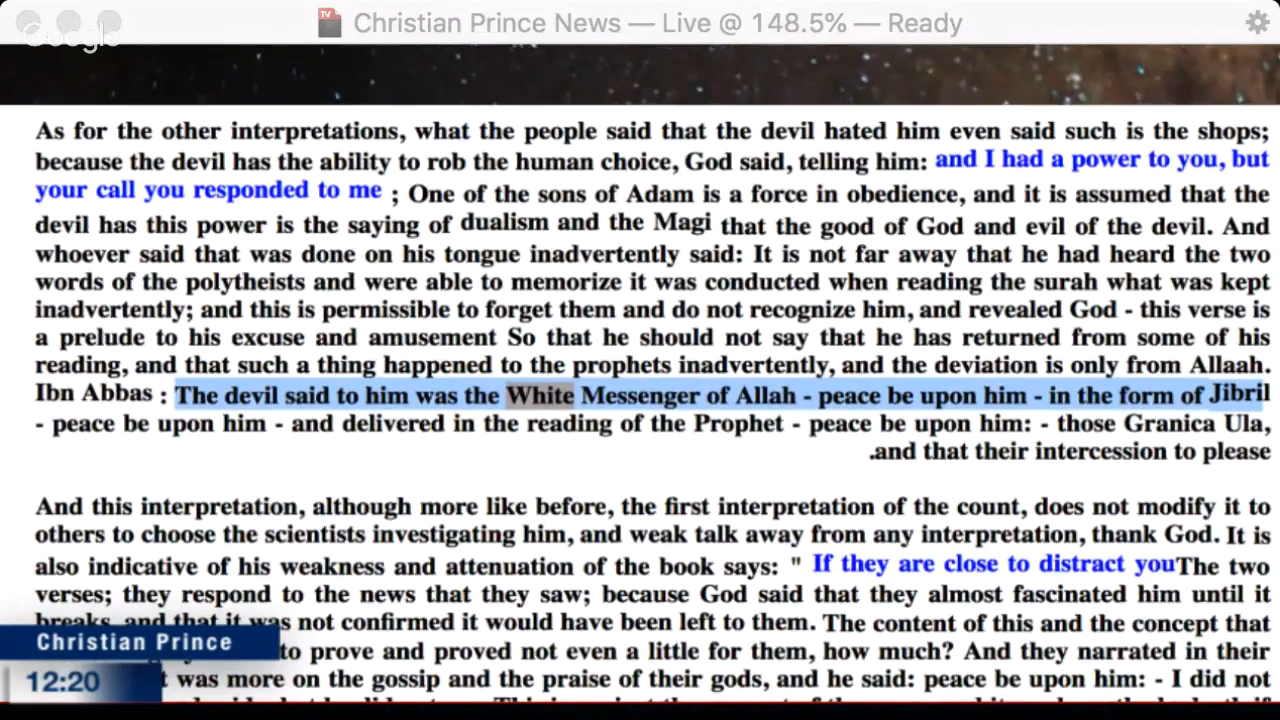 Christian Prince News — Live @ 148.5% — Ready
Google
TV
As for the other interpretations, what the people said that the devil hated him even said such is the shops;
because the devil has the ability to rob the human choice, God said, telling him: and I had a power to you, but
your call you responded to me ; One of the sons of Adam is a force in obedience, and it is assumed that the
devil has this power is the saying of dualism and the Magi that the good of God and evil of the devil. And
whoever said that was done on his tongue inadvertently said: It is not far away that he had heard the two
words of the polytheists and were able to memorize it was conducted when reading the surah what was kept
inadvertently; and this is permissible to forget them and do not recognize him, and revealed God - this verse is
a prelude to his excuse and amusement So that he should not say that he has returned from some of his
reading, and that such a thing happened to the prophets inadvertently, and the deviation is only from Allaah.
Ibn Abbas : The devil said to him was the White Messenger of Allah - peace be upon him - in the form of Jibril
- peace be upon him - and delivered in the reading of the Prophet - peace be upon him: - those Granica Ula,
.and that their intercession to please
And this interpretation, although more like before, the first interpretation of the count, does not modify it to
others to choose the scientists investigating him, and weak talk away from any interpretation, thank God. It is
also indicative of his weakness and attenuation of the book says: " If they are close to distract youThe two
verses; they respond to the news that they saw; because God said that they almost fascinated him until it
breaks, and that it was not confirmed it would have been left to them. The content of this and the concept that
to prove and proved not even a little for them, how much? And they narrated in their
was more on the gossip and the praise of their gods, and he said: peace be upon him: - I did not
Christian Prince
12:20